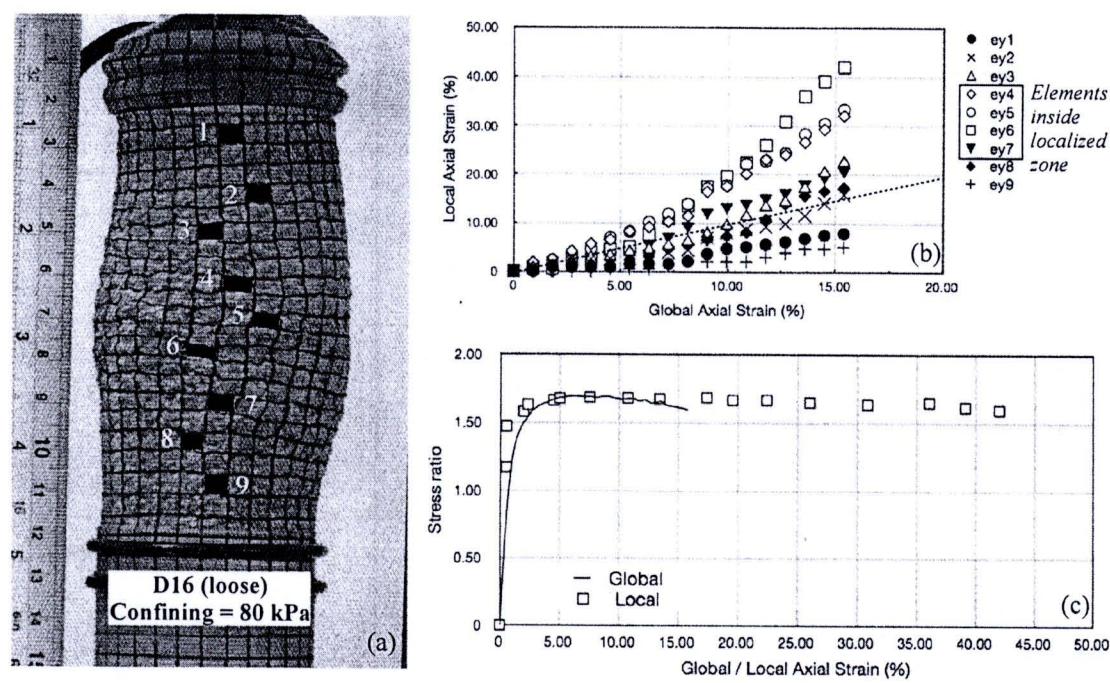 1
2
3
4
5
6
7
8
9
D16 (loose)
Confining = 80 kPa
(a)
50.00
40.00
30.00
20.00
10.00
0
0
5.00
10.00
15.00
20.00
Local Axial Strain (%)
Global Axial Strain (%)
(b)
ey1
ey2
ey3
ey4
ey5
ey6
ey7
ey8
ey9
Elements
inside
localized
zone
2.00
1.50
1.00
0.50
0
0.00
5.00
10.00
15.00
20.00
25.00
30.00
35.00
40.00
45.00
50.00
Stress ratio
Global
Local
(c)
Global / Local Axial Strain (%)